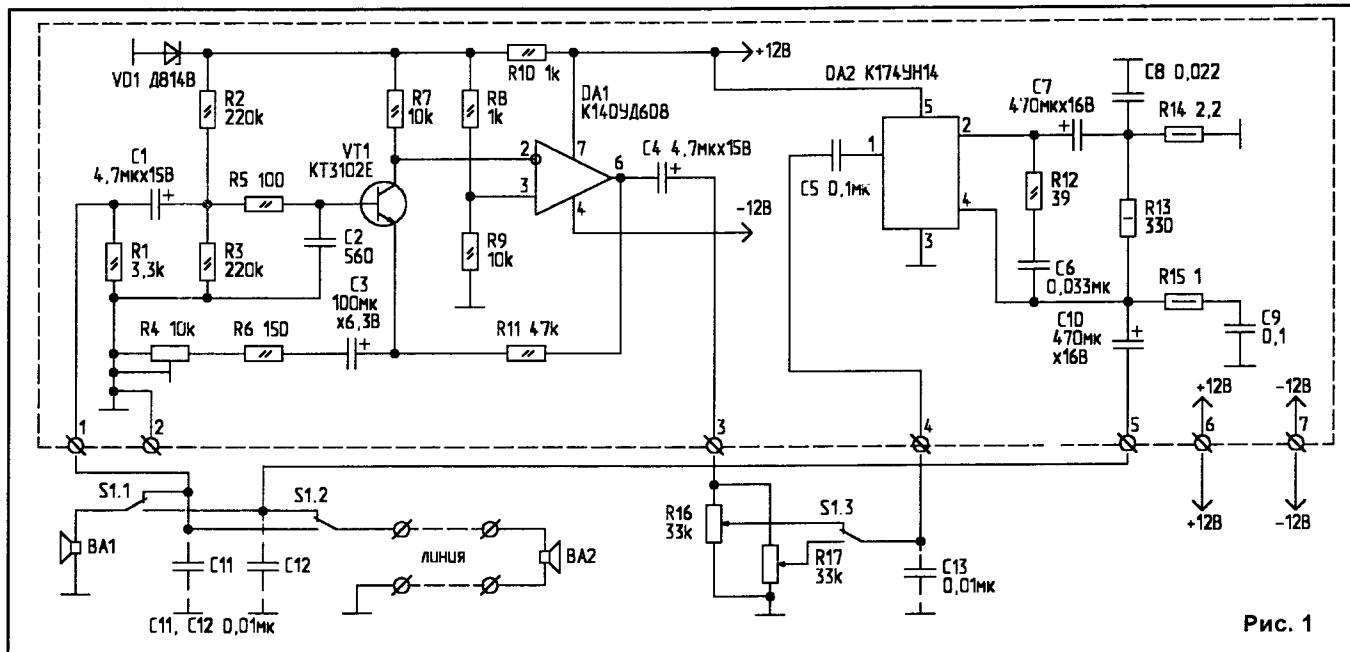 VD1 Д814В
R2
220k
R7
10k
R8
1k
R10 1k
+12В
DA1
К140УД608
DA2 К174УН14
C7
470мкх16В
C8 0,022
R14 2,2
C1
4,7мкх15В
+
R5 100
VT1
КТ3102Е
2
3
7
4
6
C4 4,7мкх15В
+
-12В
C5 0,1мк
1
5
2
4
3
+
R12
39
R13
330
R1
3,3k
R3
220k
C2
560
R9
10k
C6
0,033мк
R15 1
C9
0,1
C3
100мк
х6,3В
+
R4 10k
R6 150
R11 47k
C10
470мк
х16В
+
+12В
-12В
1
2
3
4
5
6
7
S1.1
S1.2
BA1
C11
C12
ЛИНИЯ
BA2
R16
33k
R17
33k
S1.3
C13
0,01мк
+12В
-12В
C11, C12 0,01мк
Рис. 1